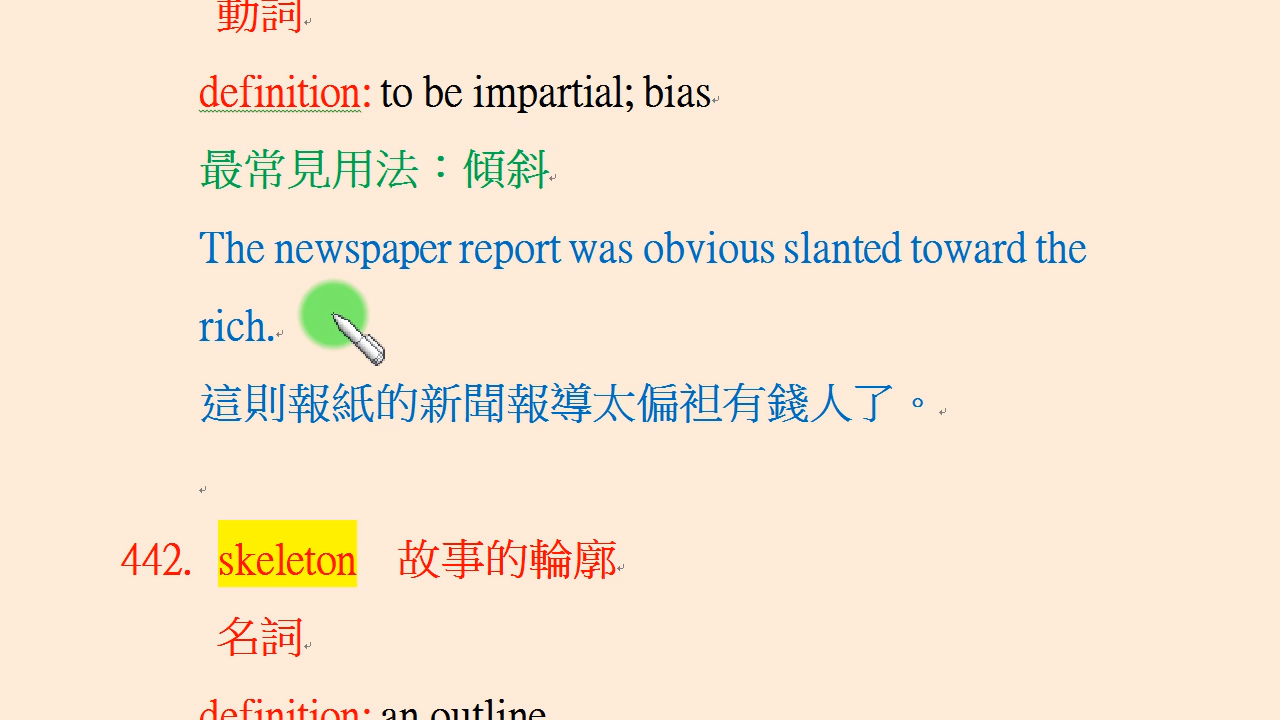 動詞
definition: to be impartial; bias
最常見用法：傾斜
The newspaper report was obvious slanted toward the
rich.
這則報紙的新聞報導太偏袒有錢人了。
442. skeleton 故事的輪廓
名詞
definition: an outline